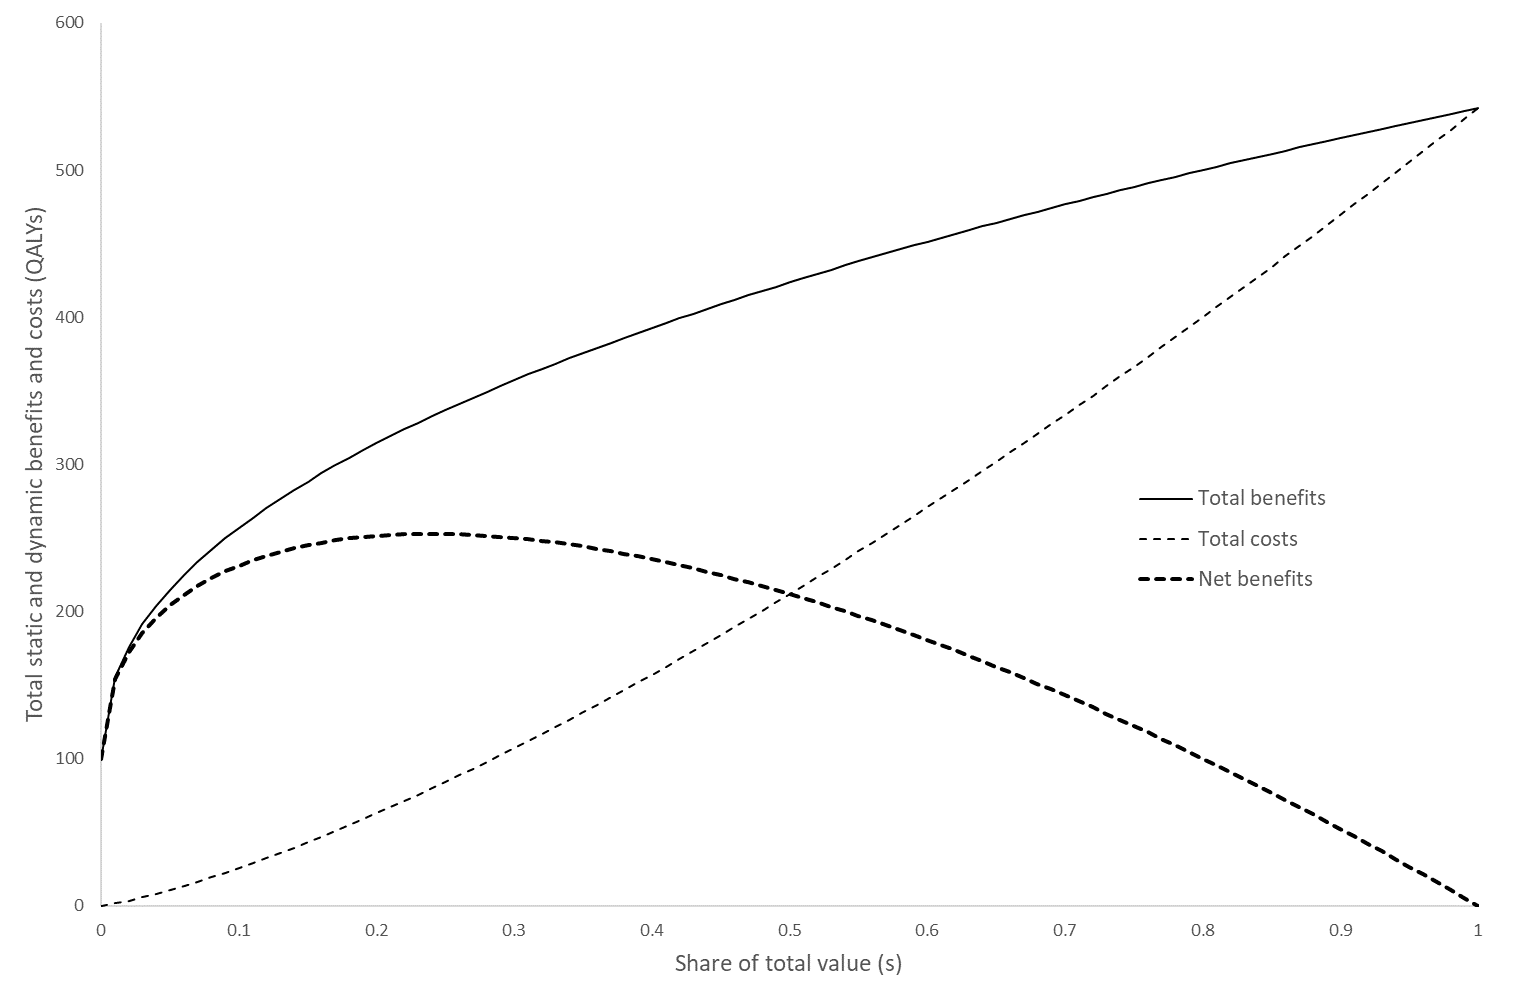 Total static and dynamic benefits and costs (QALYs)
600
500
400
300
200
100
0
Total benefits
Total costs
Net benefits
0 0.1 0.2 0.3 0.4 0.5 0.6 0.7 0.8 0.9 1
Share of total value (s)